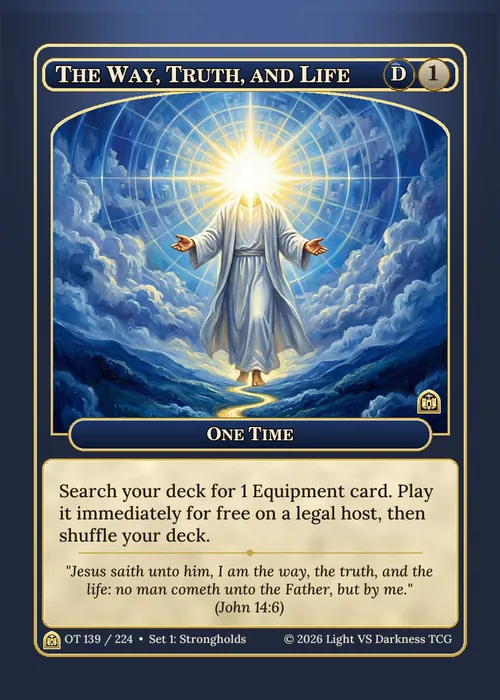 The Way, Truth, and Life
D 1
One Time
Search your deck for 1 Equipment card. Play
it immediately for free on a legal host, then
shuffle your deck.
"Jesus saith unto him, I am the way, the truth, and the
life: no man cometh unto the Father, but by me."
(John 14:6)
OT 139 / 224 • Set 1: Strongholds © 2026 Light VS Darkness TCG